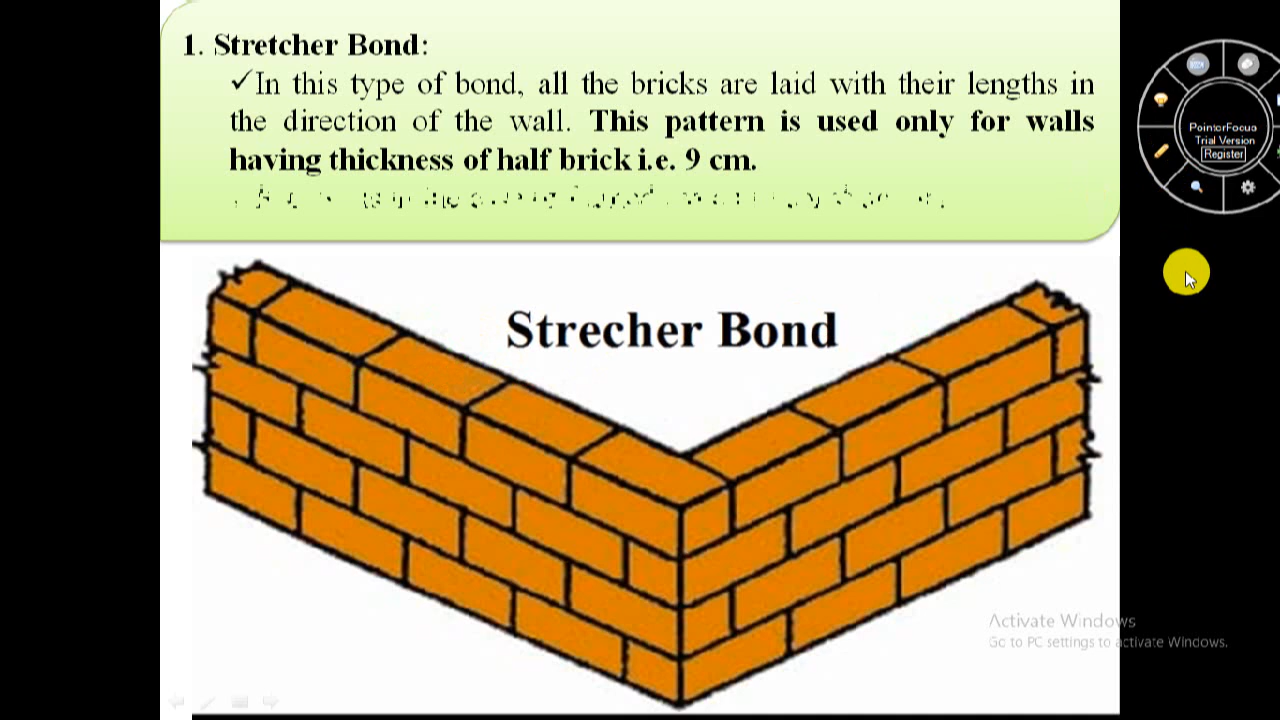 1. Stretcher Bond:
✓In this type of bond, all the bricks are laid with their lengths in
the direction of the wall. This pattern is used only for walls
having thickness of half brick i.e. 9 cm.
Strecher Bond
PointerFocus
Trial Version
Register
Activate Windows
Go to PC settings to activate Windows.